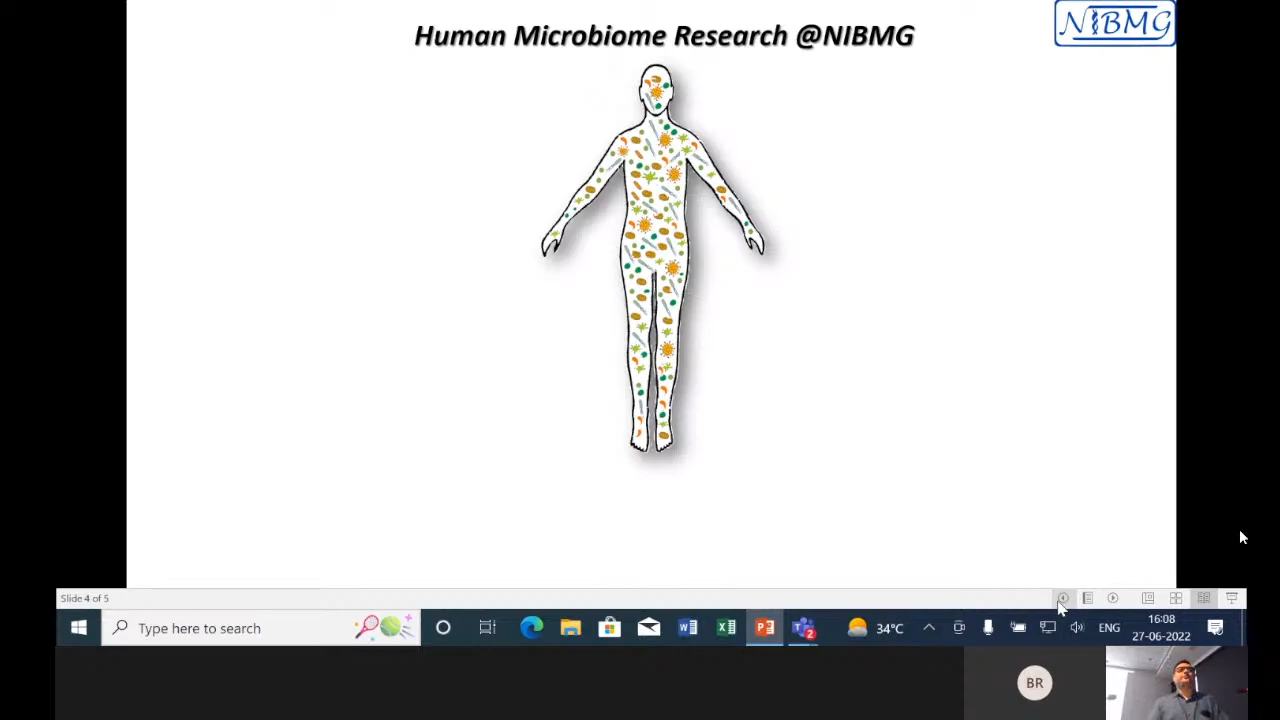 Human Microbiome Research @NIBMG
NIBMG
Slide 4 of 5
Type here to search
34°C
ENG
16:08
27-06-2022
2
BR